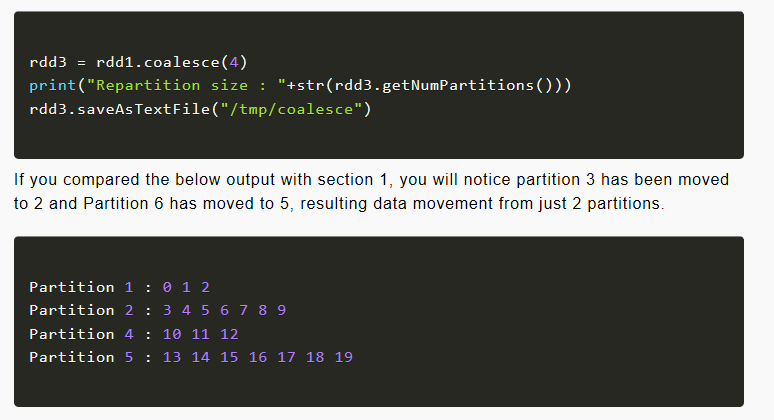 rdd3 = rdd1.coalesce(4)
print("Repartition size : "+str(rdd3.getNumPartitions()))
rdd3.saveAsTextFile("/tmp/coalesce")
If you compared the below output with section 1, you will notice partition 3 has been moved
to 2 and Partition 6 has moved to 5, resulting data movement from just 2 partitions.
Partition 1 : 0 1 2
Partition 2 : 3 4 5 6 7 8 9
Partition 4 : 10 11 12
Partition 5 : 13 14 15 16 17 18 19